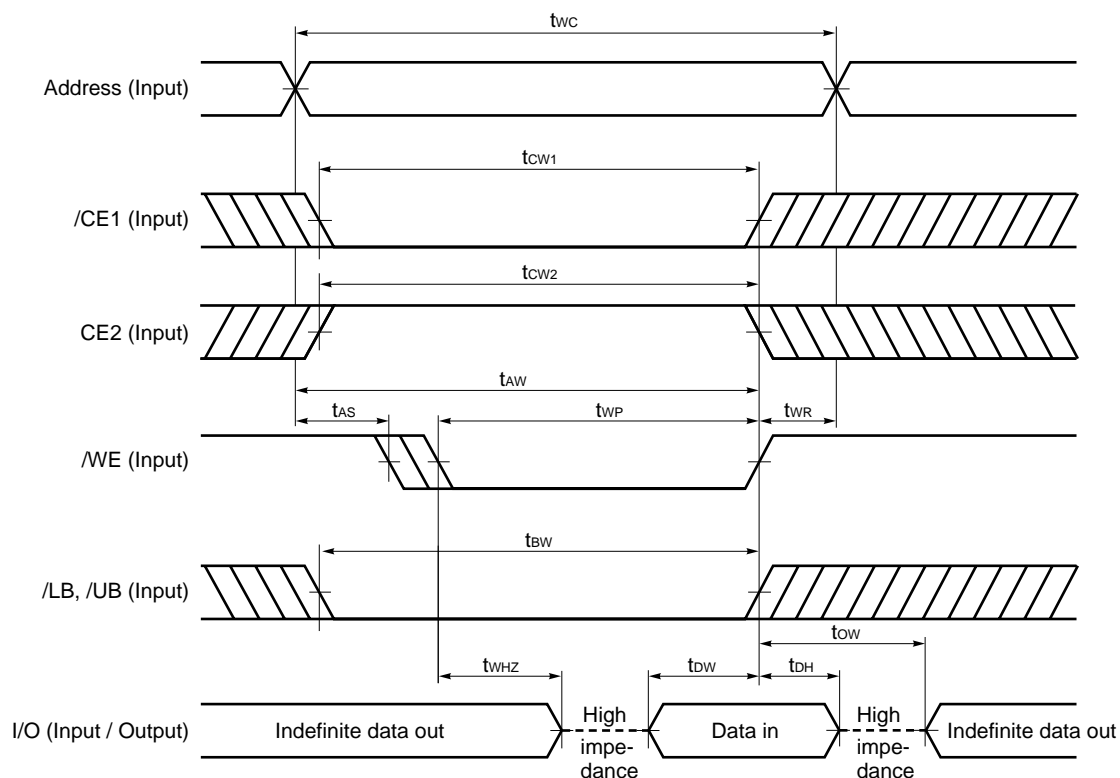 tWC
Address (Input)
tCW1
/CE1 (Input)
tCW2
CE2 (Input)
tAW
tAS
tWP
tWR
/WE (Input)
tBW
/LB, /UB (Input)
tOW
tWHZ
tDW
tDH
I/O (Input / Output)
Indefinite data out
High
impe-
dance
Data in
High
impe-
dance
Indefinite data out